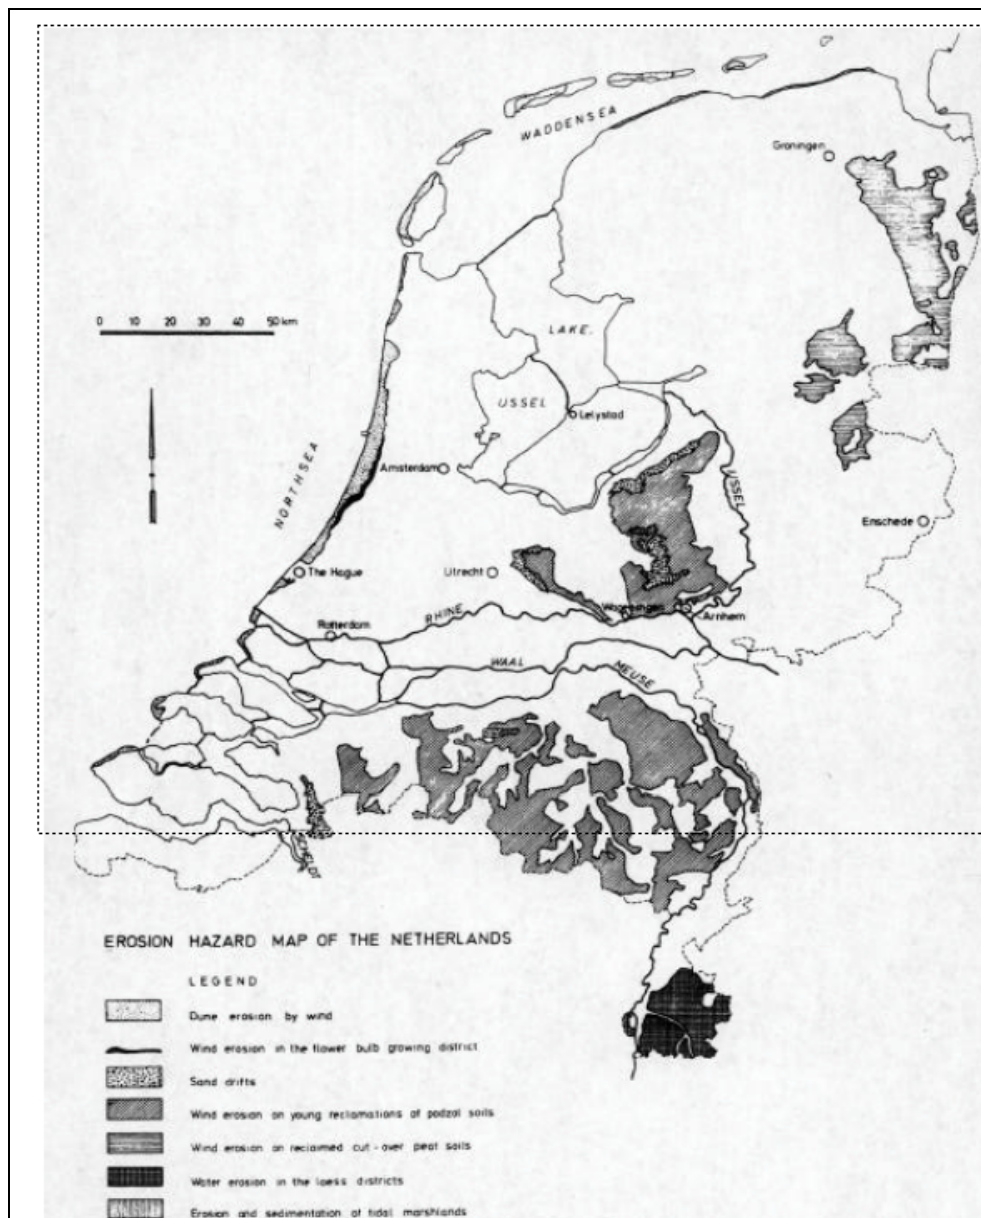 WADDENSEA
Groningen
0 10 20 30 40 50 km
LAKE
IJSSEL
Lelystad
NORTHSEA
Amsterdam
IJSSEL
Enschede
The Hague
Utrecht
Wageningen
Arnhem
RHINE
Rotterdam
WAAL
MEUSE
SCHELDT
EROSION HAZARD MAP OF THE NETHERLANDS
LEGEND
Dune erosion by wind
Wind erosion in the flower bulb growing district
Sand drifts
Wind erosion on young reclamations of podzol soils
Wind erosion on reclaimed cut-over peat soils
Water erosion in the loess districts
Erosion and sedimentation of tidal marshlands